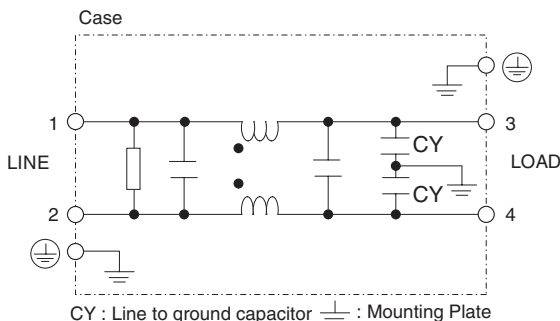 Case
1
3
CY
LINE
LOAD
CY
2
4
CY : Line to ground capacitor : Mounting Plate